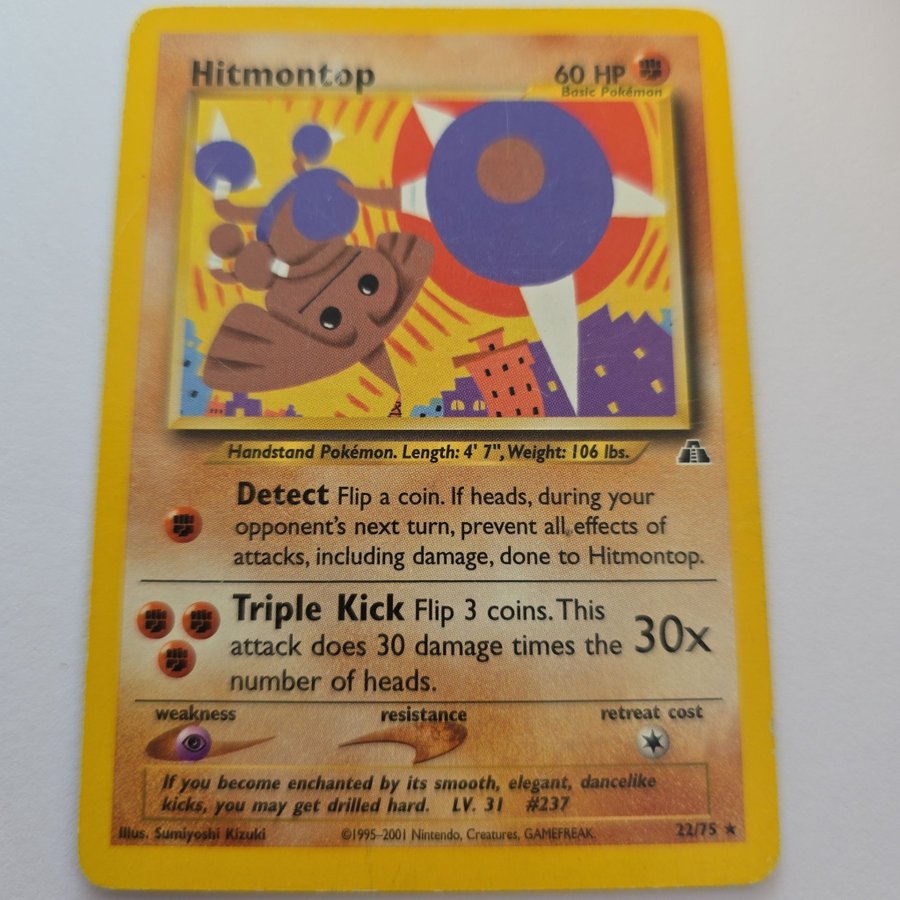 Hitmontop
60 HP
Basic Pokémon
Handstand Pokémon. Length: 4' 7", Weight: 106 lbs.
Detect Flip a coin. If heads, during your
opponent's next turn, prevent all effects of
attacks, including damage, done to Hitmontop.
Triple Kick Flip 3 coins. This
attack does 30 damage times the 30x
number of heads.
weakness resistance retreat cost
If you become enchanted by its smooth, elegant, dancelike
kicks, you may get drilled hard. LV. 31 #237
Illus. Sumiyoshi Kizuki ©1995–2001 Nintendo, Creatures, GAMEFREAK. 22/75 ★